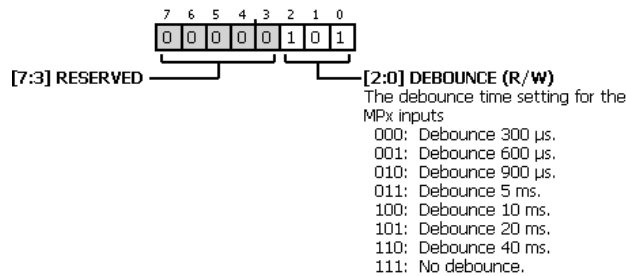 7 6 5 4 3 2 1 0
0 0 0 0 0 1 0 1
[7:3] RESERVED
[2:0] DEBOUNCE (R/W)
The debounce time setting for the
MPx inputs
000: Debounce 300 µs.
001: Debounce 600 µs.
010: Debounce 900 µs.
011: Debounce 5 ms.
100: Debounce 10 ms.
101: Debounce 20 ms.
110: Debounce 40 ms.
111: No debounce.